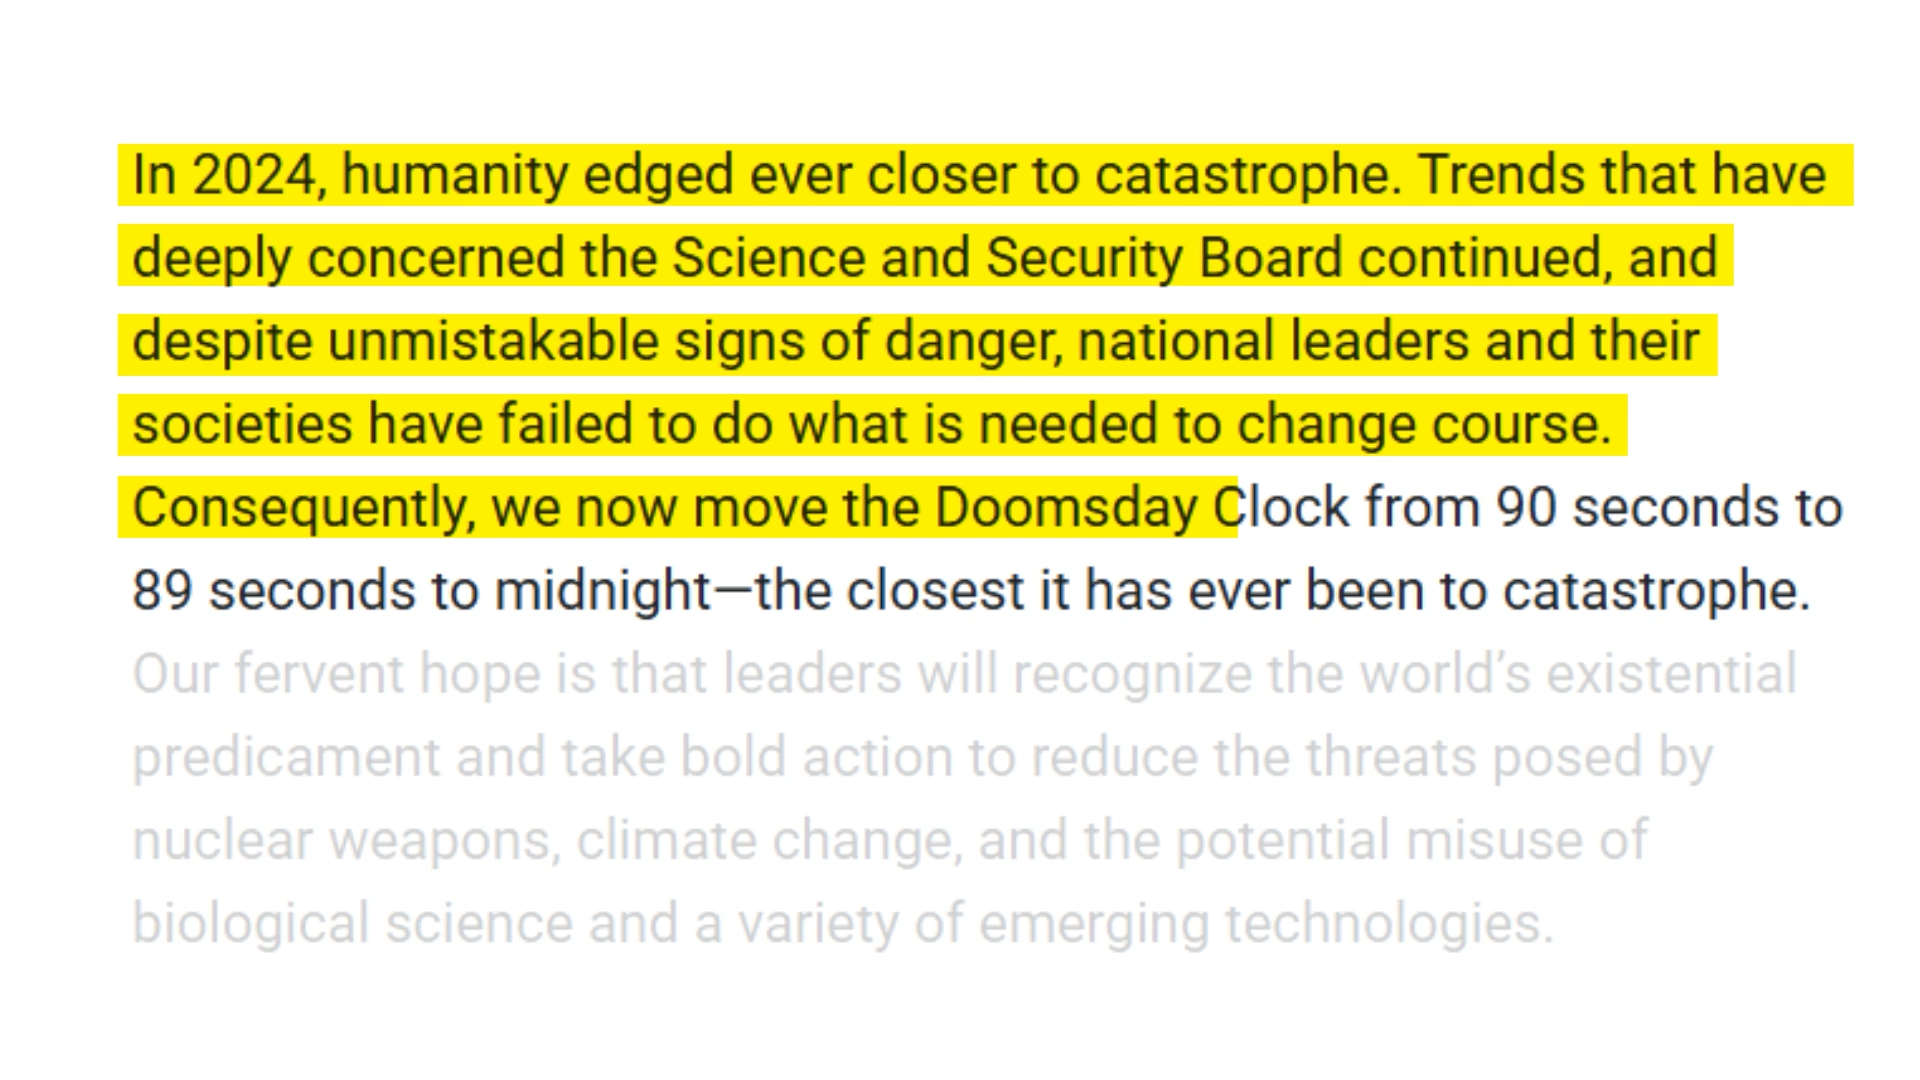 In 2024, humanity edged ever closer to catastrophe. Trends that have
deeply concerned the Science and Security Board continued, and
despite unmistakable signs of danger, national leaders and their
societies have failed to do what is needed to change course.
Consequently, we now move the Doomsday Clock from 90 seconds to
89 seconds to midnight—the closest it has ever been to catastrophe.
Our fervent hope is that leaders will recognize the world’s existential
predicament and take bold action to reduce the threats posed by
nuclear weapons, climate change, and the potential misuse of
biological science and a variety of emerging technologies.